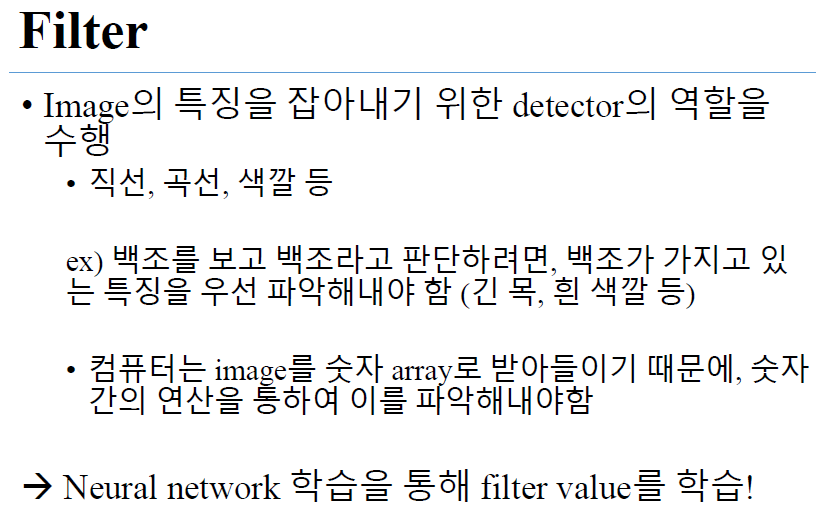 Filter
• Image의 특징을 잡아내기 위한 detector의 역할을
수행
• 직선, 곡선, 색깔 등
ex) 백조를 보고 백조라고 판단하려면, 백조가 가지고 있
는 특징을 우선 파악해내야 함 (긴 목, 흰 색깔 등)
• 컴퓨터는 image를 숫자 array로 받아들이기 때문에, 숫자
간의 연산을 통하여 이를 파악해내야함
→ Neural network 학습을 통해 filter value를 학습!